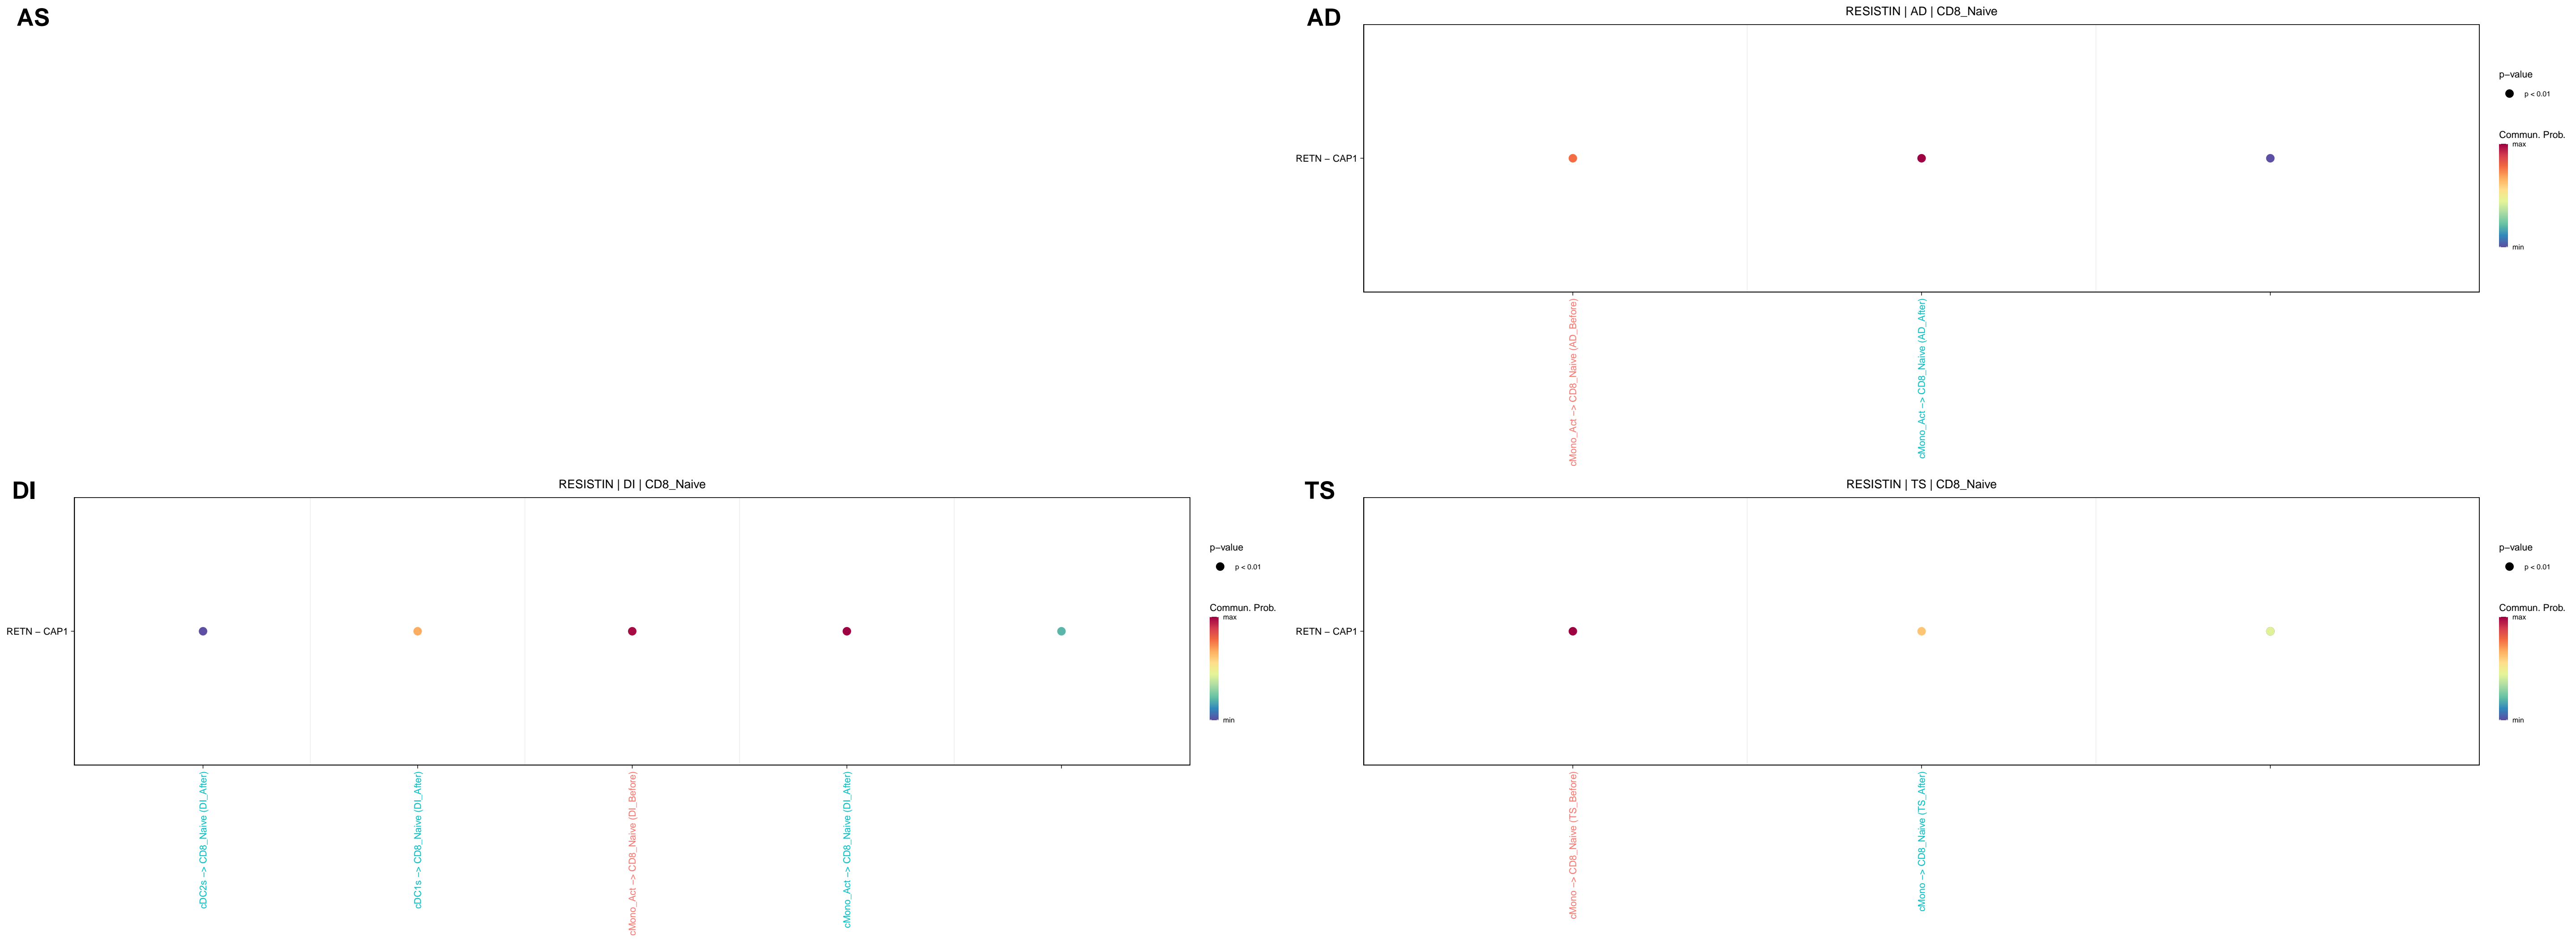 AS
AD
RESISTIN | AD | CD8_Naive
RETN − CAP1
p−value
p < 0.01
Commun. Prob.
max
min
cMono_Act −> CD8_Naive (AD_Before)
cMono_Act −> CD8_Naive (AD_After)
DI
RESISTIN | DI | CD8_Naive
RETN − CAP1
p−value
p < 0.01
Commun. Prob.
max
min
cDC2s −> CD8_Naive (DI_After)
cDC1s −> CD8_Naive (DI_After)
cMono_Act −> CD8_Naive (DI_Before)
cMono_Act −> CD8_Naive (DI_After)
TS
RESISTIN | TS | CD8_Naive
RETN − CAP1
p−value
p < 0.01
Commun. Prob.
max
min
cMono −> CD8_Naive (TS_Before)
cMono −> CD8_Naive (TS_After)